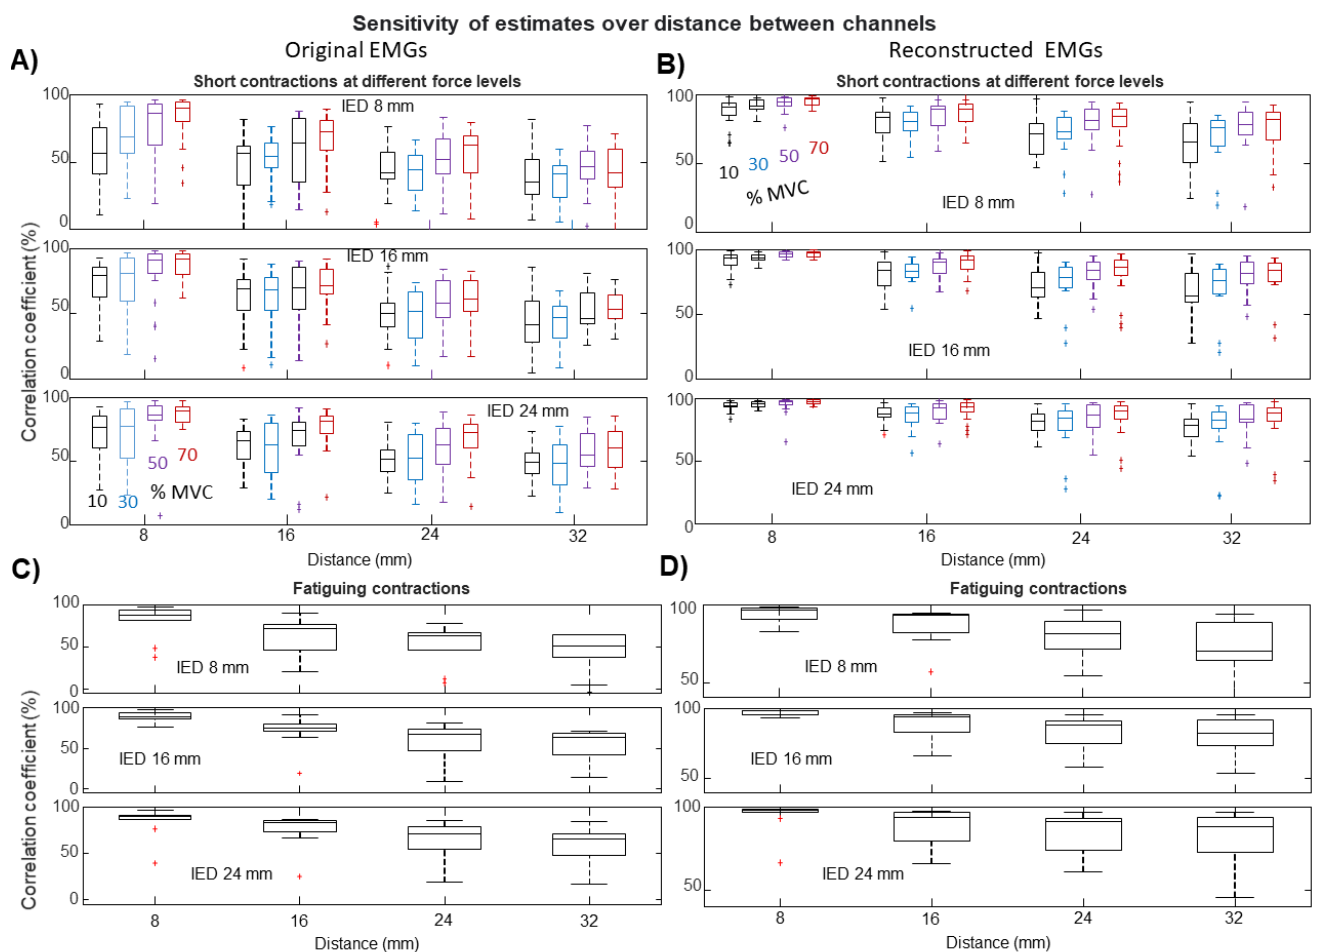 Sensitivity of estimates over distance between channels
A)
Original EMGs
Short contractions at different force levels
100
50
0
IED 8 mm
100
50
0
IED 16 mm
100
50
0
IED 24 mm
10
30
50
70
% MVC
Correlation coefficient (%)
8
16
24
32
Distance (mm)
B)
Reconstructed EMGs
Short contractions at different force levels
100
50
0
10
30
50
70
% MVC
IED 8 mm
100
50
0
IED 16 mm
100
50
0
IED 24 mm
8
16
24
32
Distance (mm)
C)
Fatiguing contractions
100
50
0
IED 8 mm
100
50
0
IED 16 mm
100
50
0
IED 24 mm
Correlation coefficient (%)
8
16
24
32
Distance (mm)
D)
Fatiguing contractions
100
50
IED 8 mm
100
50
IED 16 mm
100
50
IED 24 mm
8
16
24
32
Distance (mm)